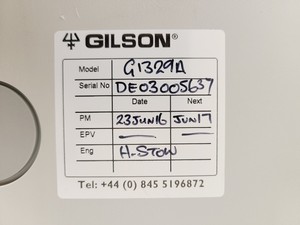 GILSON®
Model G1329A
Serial No DE03005637
Date Next
PM 23JUN16 JUN17
EPV
Eng H-STOW
Tel: +44 (0) 845 5196872